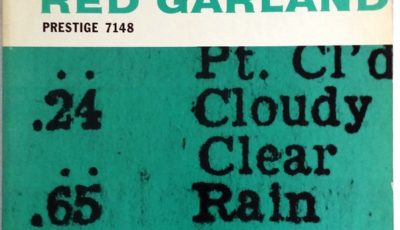 RED GARLAND
PRESTIGE 7148
.. Pt. Cl'd
.24 Cloudy
.. Clear
.65 Rain